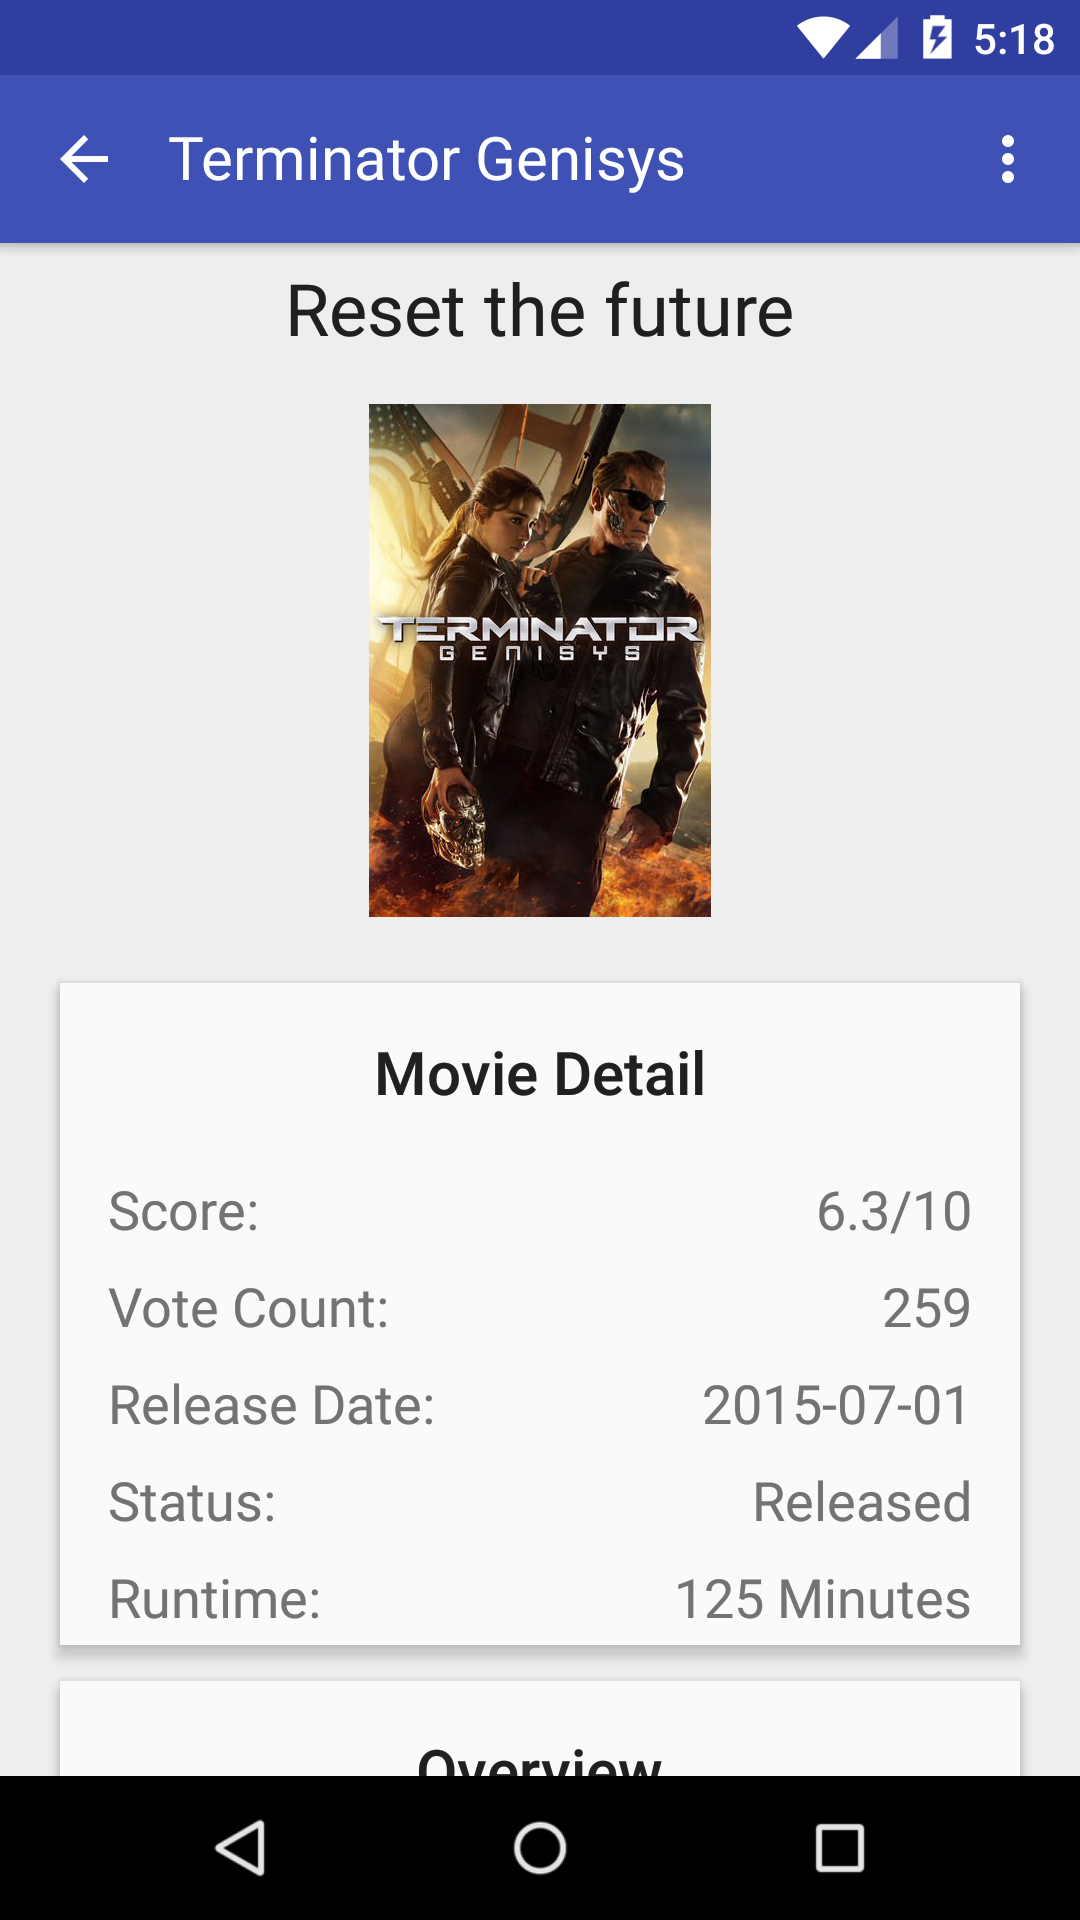 5:18
Terminator Genisys
Reset the future
TERMINATOR
GENISYS
Movie Detail
Score: 6.3/10
Vote Count: 259
Release Date: 2015-07-01
Status: Released
Runtime: 125 Minutes
Overview